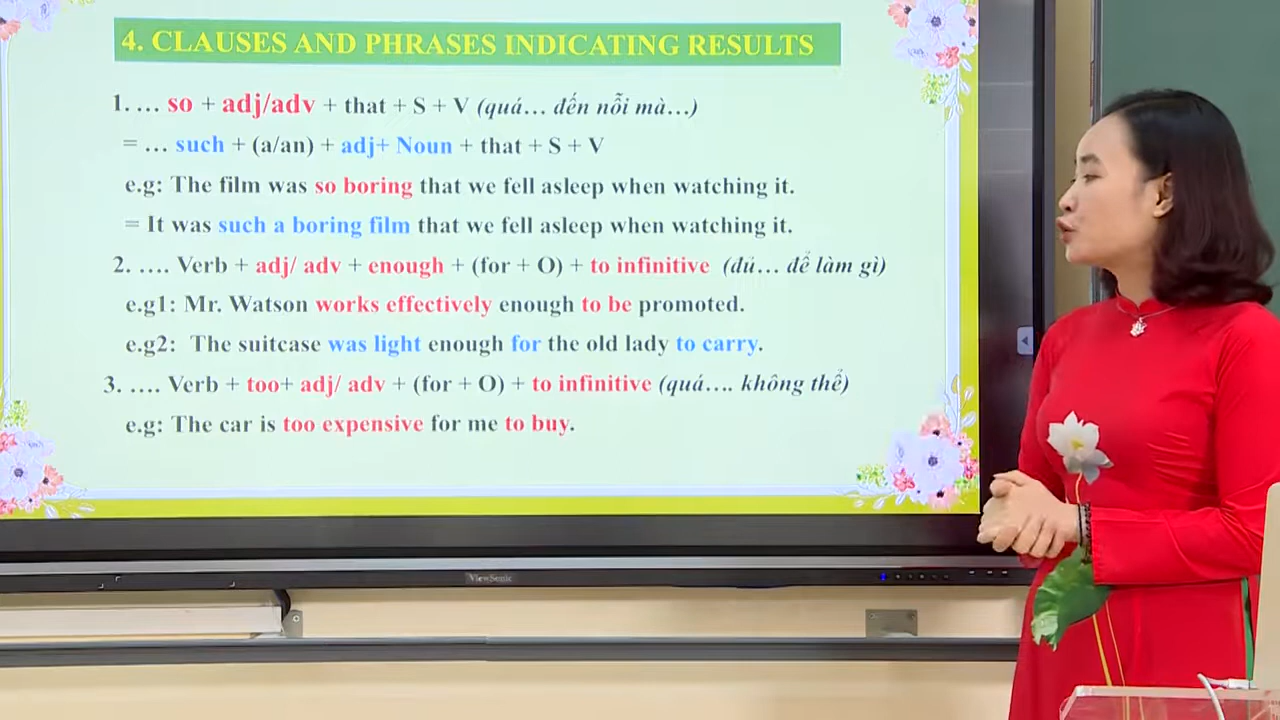 4. CLAUSES AND PHRASES INDICATING RESULTS
1. ... so + adj/adv + that + S + V (quá... đến nỗi mà...)
= ... such + (a/an) + adj+ Noun + that + S + V
e.g: The film was so boring that we fell asleep when watching it.
= It was such a boring film that we fell asleep when watching it.
2. .... Verb + adj/ adv + enough + (for + O) + to infinitive (đủ... để làm gì)
e.g1: Mr. Watson works effectively enough to be promoted.
e.g2: The suitcase was light enough for the old lady to carry.
3. .... Verb + too+ adj/ adv + (for + O) + to infinitive (quá.... không thể)
e.g: The car is too expensive for me to buy.
ViewSonic